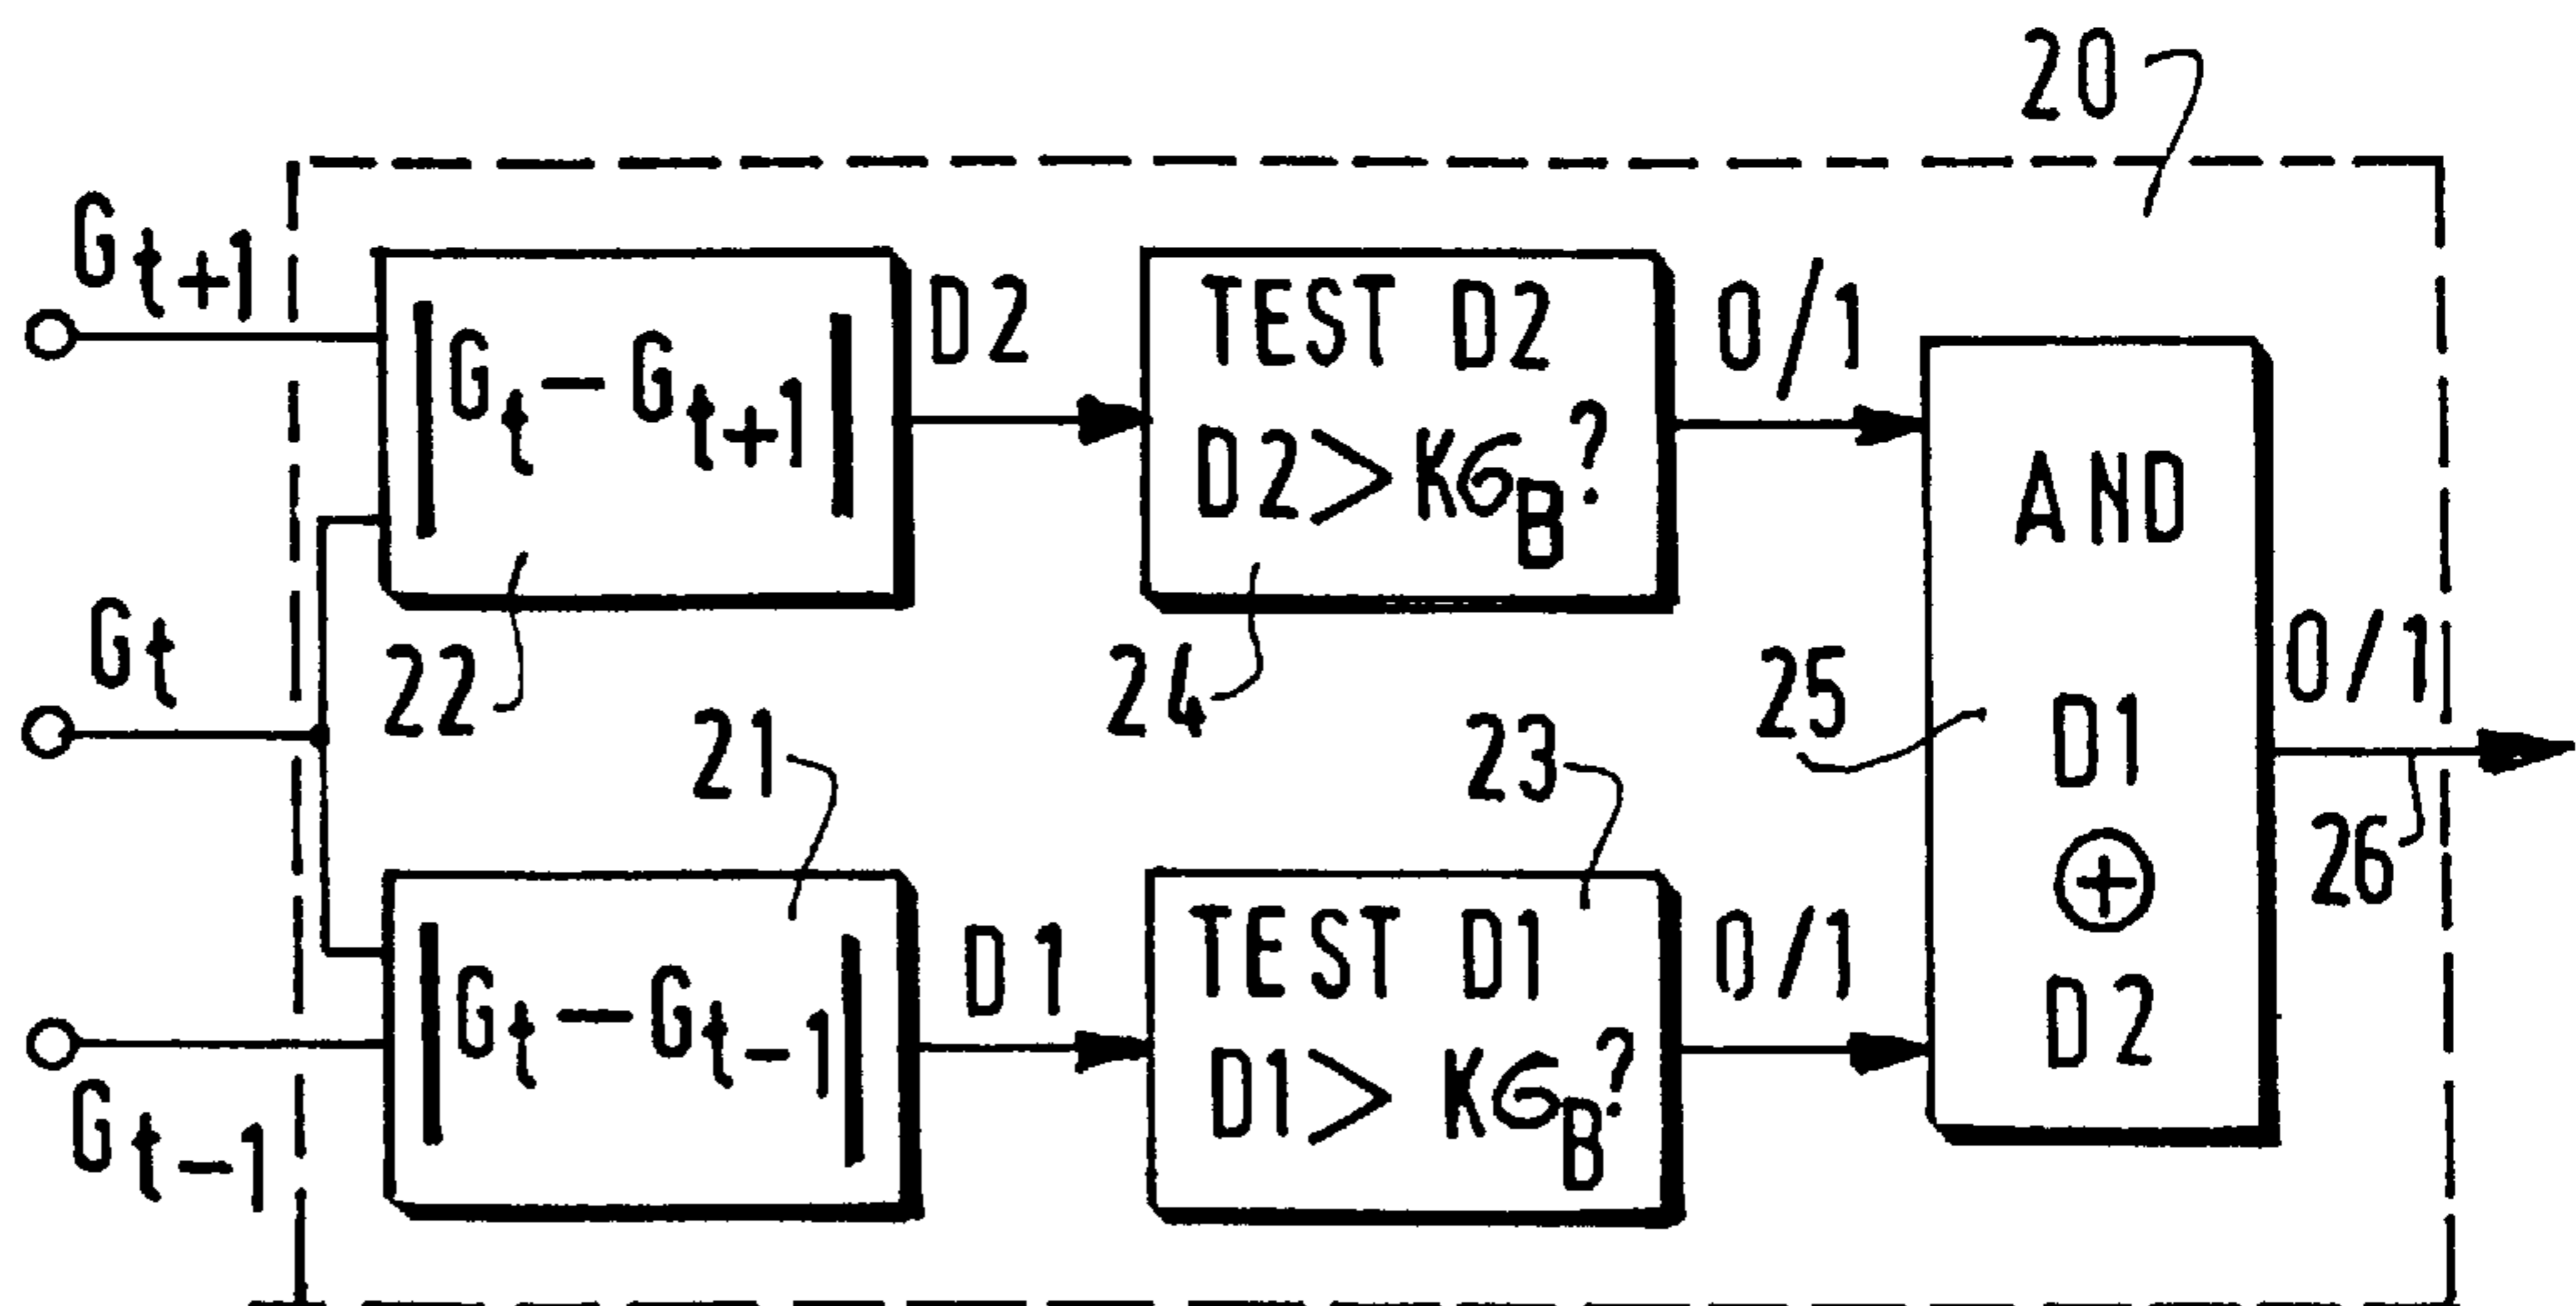 20
G_{t+1}
|G_t − G_{t+1}|
22
D2
TEST D2
D2 > Kσ_B?
24
0/1
G_t
G_{t−1}
|G_t − G_{t−1}|
21
D1
TEST D1
D1 > Kσ_B?
23
0/1
AND
D1
⊕
D2
25
0/1
26